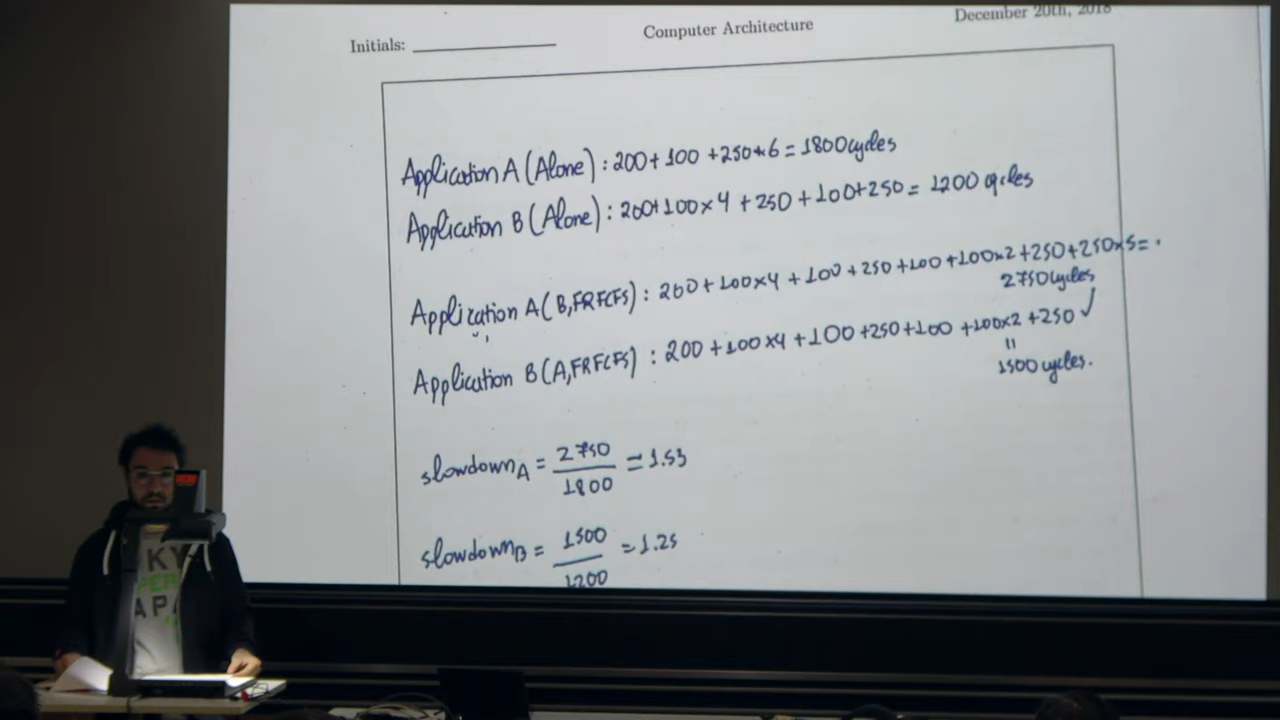 Initials:
Computer Architecture
December 20th, 2018
Application A (Alone) : 200 + 100 + 250*6 = 1800 cycles
Application B (Alone) : 200+100×4 + 250 + 100+250 = 1200 cycles
Application A(B,FRFCFS) : 200+100×4 + 100 + 250 +100 +100×2 +250+250×5 =
2750 cycles
Application B(A,FRFCFS) : 200 + 100×4 + 100 +250+100 +100×2 +250
=
1500 cycles.
slowdownA = 2750/1800 = 1.53
slowdownB = 1500/1200 = 1.25
KY
PER
AP